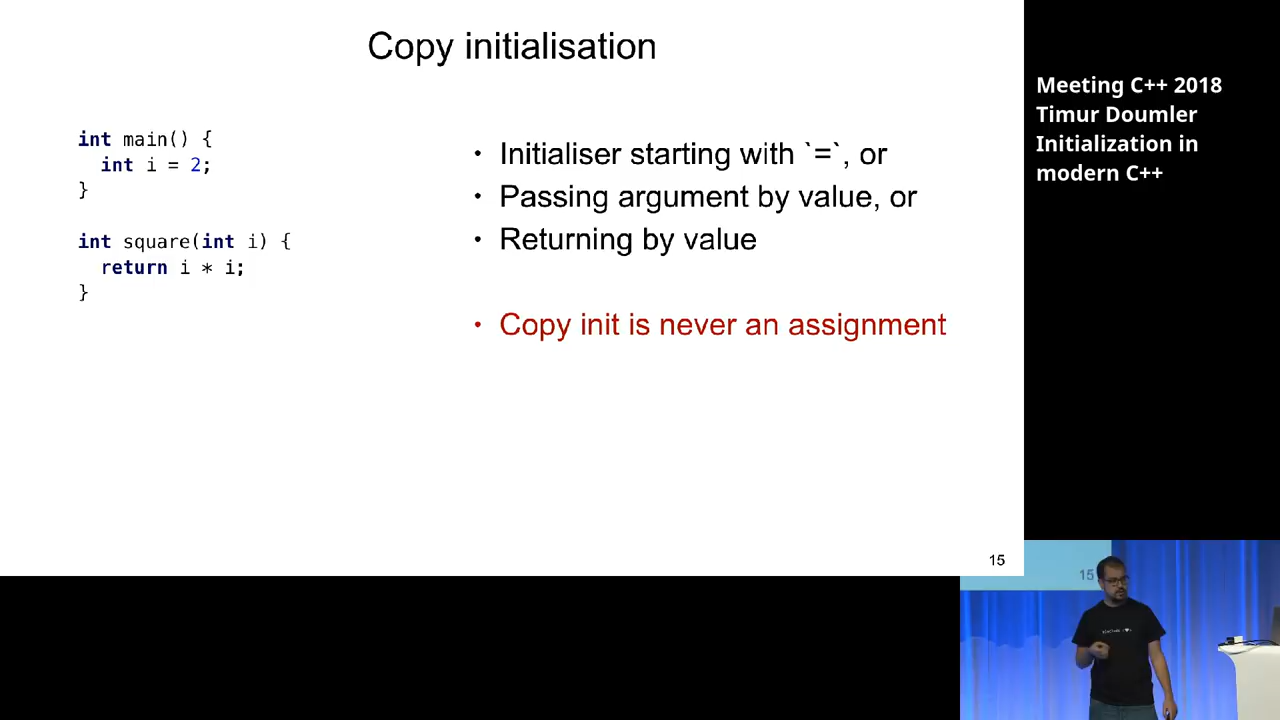 Copy initialisation
int main() {
int i = 2;
}
int square(int i) {
return i * i;
}
• Initialiser starting with `=`, or
• Passing argument by value, or
• Returning by value
• Copy init is never an assignment
15
Meeting C++ 2018
Timur Doumler
Initialization in
modern C++
15